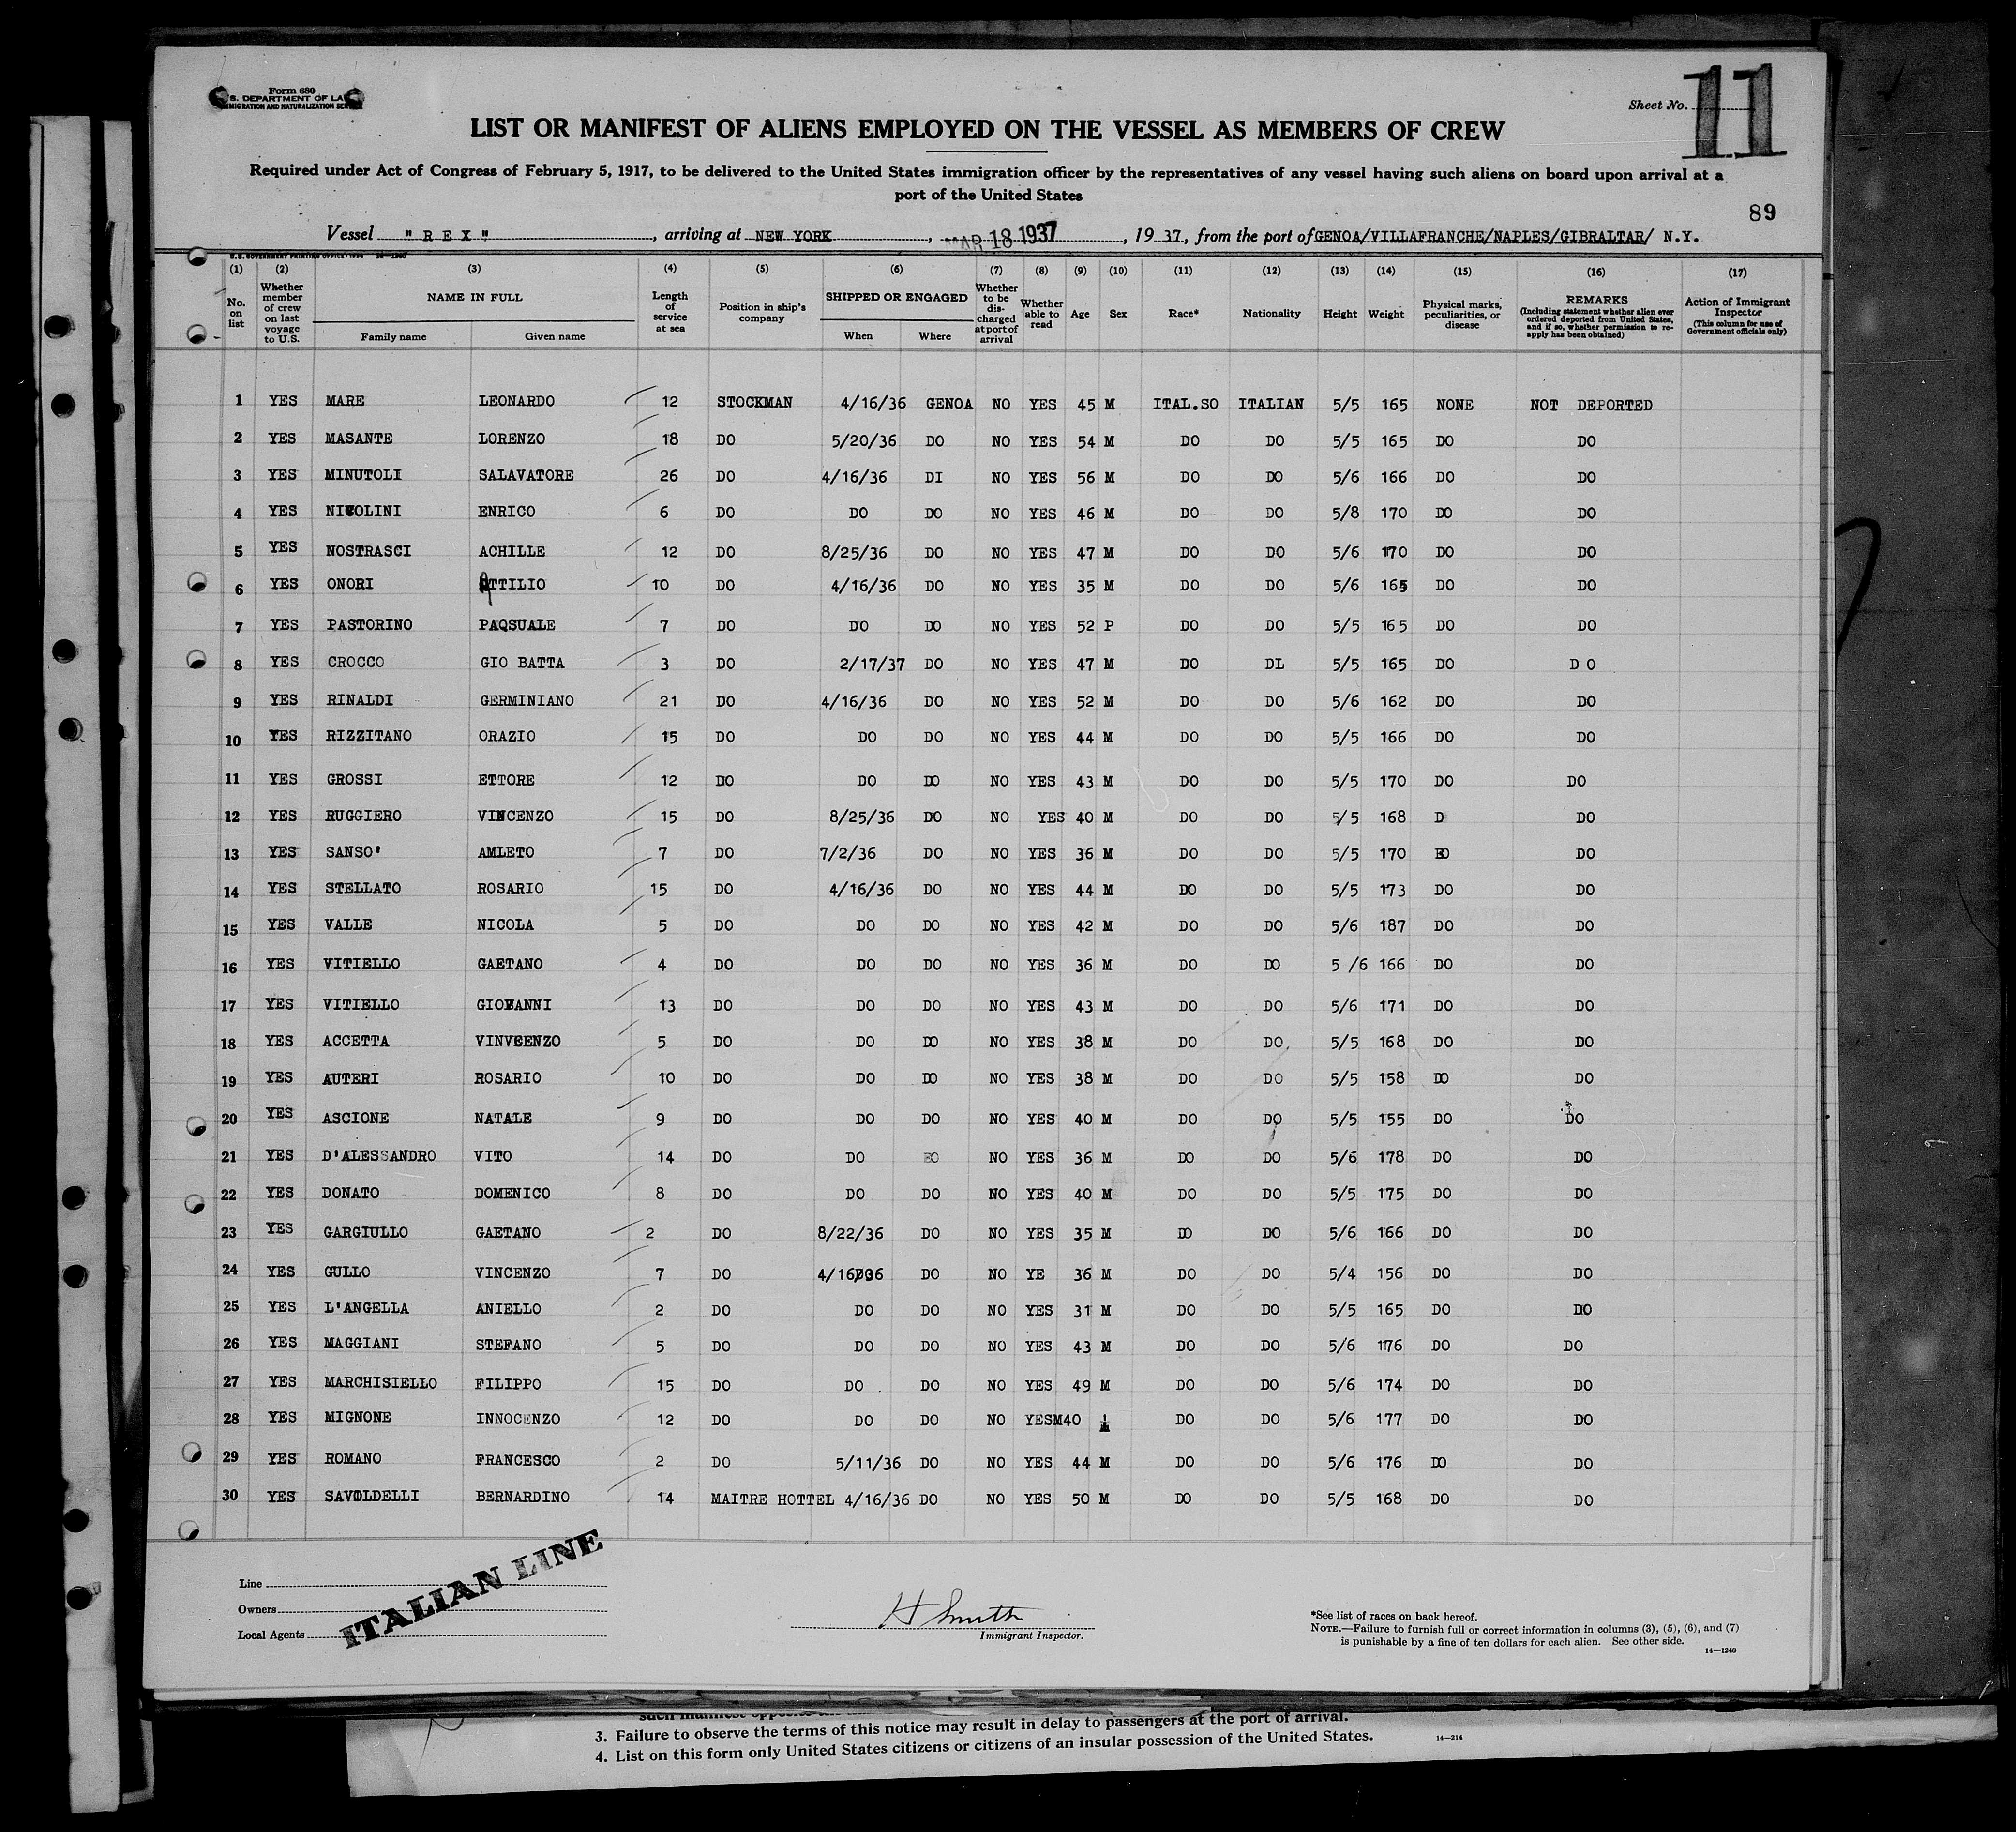 Form 680
S. DEPARTMENT OF LA
IMMIGRATION AND NATURALIZATION SE
Sheet No. 11
LIST OR MANIFEST OF ALIENS EMPLOYED ON THE VESSEL AS MEMBERS OF CREW
Required under Act of Congress of February 5, 1917, to be delivered to the United States immigration officer by the representatives of any vessel having such aliens on board upon arrival at a
port of the United States
89
Vessel "REX", arriving at NEW YORK, MAR 18 1937, 1937, from the port of GENOA/VILLAFRANCHE/NAPLES/GIBRALTAR/ N.Y.
U.S. GOVERNMENT PRINTING OFFICE: 1934 14-1240
(1) (2) (3) (4) (5) (6) (7) (8) (9) (10) (11) (12) (13) (14) (15) (16) (17)
No. on list
Whether member of crew on last voyage to U.S.
NAME IN FULL
Family name Given name
Length of service at sea
Position in ship's company
SHIPPED OR ENGAGED
When Where
Whether to be discharged at port of arrival
Whether able to read
Age
Sex
Race*
Nationality
Height
Weight
Physical marks, peculiarities, or disease
REMARKS
(Including statement whether alien ever ordered deported from United States, and if so, whether permission to reapply has been obtained)
Action of Immigrant Inspector
(This column for use of Government officials only)
1 YES MARE LEONARDO 12 STOCKMAN 4/16/36 GENOA NO YES 45 M ITAL.SO ITALIAN 5/5 165 NONE NOT DEPORTED
2 YES MASANTE LORENZO 18 DO 5/20/36 DO NO YES 54 M DO DO 5/5 165 DO DO
3 YES MINUTOLI SALAVATORE 26 DO 4/16/36 DI NO YES 56 M DO DO 5/6 166 DO DO
4 YES NICOLINI ENRICO 6 DO DO DO NO YES 46 M DO DO 5/8 170 DO DO
5 YES NOSTRASCI ACHILLE 12 DO 8/25/36 DO NO YES 47 M DO DO 5/6 170 DO DO
6 YES ONORI ATTILIO 10 DO 4/16/36 DO NO YES 35 M DO DO 5/6 165 DO DO
7 YES PASTORINO PAQSUALE 7 DO DO DO NO YES 52 P DO DO 5/5 165 DO DO
8 YES CROCCO GIO BATTA 3 DO 2/17/37 DO NO YES 47 M DO DL 5/5 165 DO D O
9 YES RINALDI GERMINIANO 21 DO 4/16/36 DO NO YES 52 M DO DO 5/6 162 DO DO
10 YES RIZZITANO ORAZIO 15 DO DO DO NO YES 44 M DO DO 5/5 166 DO DO
11 YES GROSSI ETTORE 12 DO DO DO NO YES 43 M DO DO 5/5 170 DO DO
12 YES RUGGIERO VINCENZO 15 DO 8/25/36 DO NO YES 40 M DO DO 5/5 168 D DO
13 YES SANSO' AMLETO 7 DO 7/2/36 DO NO YES 36 M DO DO 5/5 170 DO DO
14 YES STELLATO ROSARIO 15 DO 4/16/36 DO NO YES 44 M DO DO 5/5 173 DO DO
15 YES VALLE NICOLA 5 DO DO DO NO YES 42 M DO DO 5/6 187 DO DO
16 YES VITIELLO GAETANO 4 DO DO DO NO YES 36 M DO DO 5 /6 166 DO DO
17 YES VITIELLO GIOVANNI 13 DO DO DO NO YES 43 M DO DO 5/6 171 DO DO
18 YES ACCETTA VINVEENZO 5 DO DO DO NO YES 38 M DO DO 5/5 168 DO DO
19 YES AUTERI ROSARIO 10 DO DO DO NO YES 38 M DO DO 5/5 158 DO DO
20 YES ASCIONE NATALE 9 DO DO DO NO YES 40 M DO DO 5/5 155 DO DO
21 YES D'ALESSANDRO VITO 14 DO DO DO NO YES 36 M DO DO 5/6 178 DO DO
22 YES DONATO DOMENICO 8 DO DO DO NO YES 40 M DO DO 5/5 175 DO DO
23 YES GARGIULLO GAETANO 2 DO 8/22/36 DO NO YES 35 M DO DO 5/6 166 DO DO
24 YES GULLO VINCENZO 7 DO 4/16/36 DO NO YE 36 M DO DO 5/4 156 DO DO
25 YES L'ANGELLA ANIELLO 2 DO DO DO NO YES 31 M DO DO 5/5 165 DO DO
26 YES MAGGIANI STEFANO 5 DO DO DO NO YES 43 M DO DO 5/6 176 DO DO
27 YES MARCHISIELLO FILIPPO 15 DO DO DO NO YES 49 M DO DO 5/6 174 DO DO
28 YES MIGNONE INNOCENZO 12 DO DO DO NO YESM40 DO DO 5/6 177 DO DO
29 YES ROMANO FRANCESCO 2 DO 5/11/36 DO NO YES 44 M DO DO 5/6 176 DO DO
30 YES SAVOLDELLI BERNARDINO 14 MAITRE HOTTEL 4/16/36 DO NO YES 50 M DO DO 5/5 168 DO DO
Line
Owners
Local Agents
ITALIAN LINE
H Smith
Immigrant Inspector.
*See list of races on back hereof.
NOTE.—Failure to furnish full or correct information in columns (3), (5), (6), and (7)
is punishable by a fine of ten dollars for each alien. See other side.
14—1240
such manifest
3. Failure to observe the terms of this notice may result in delay to passengers at the port of arrival.
4. List on this form only United States citizens or citizens of an insular possession of the United States.
14—214